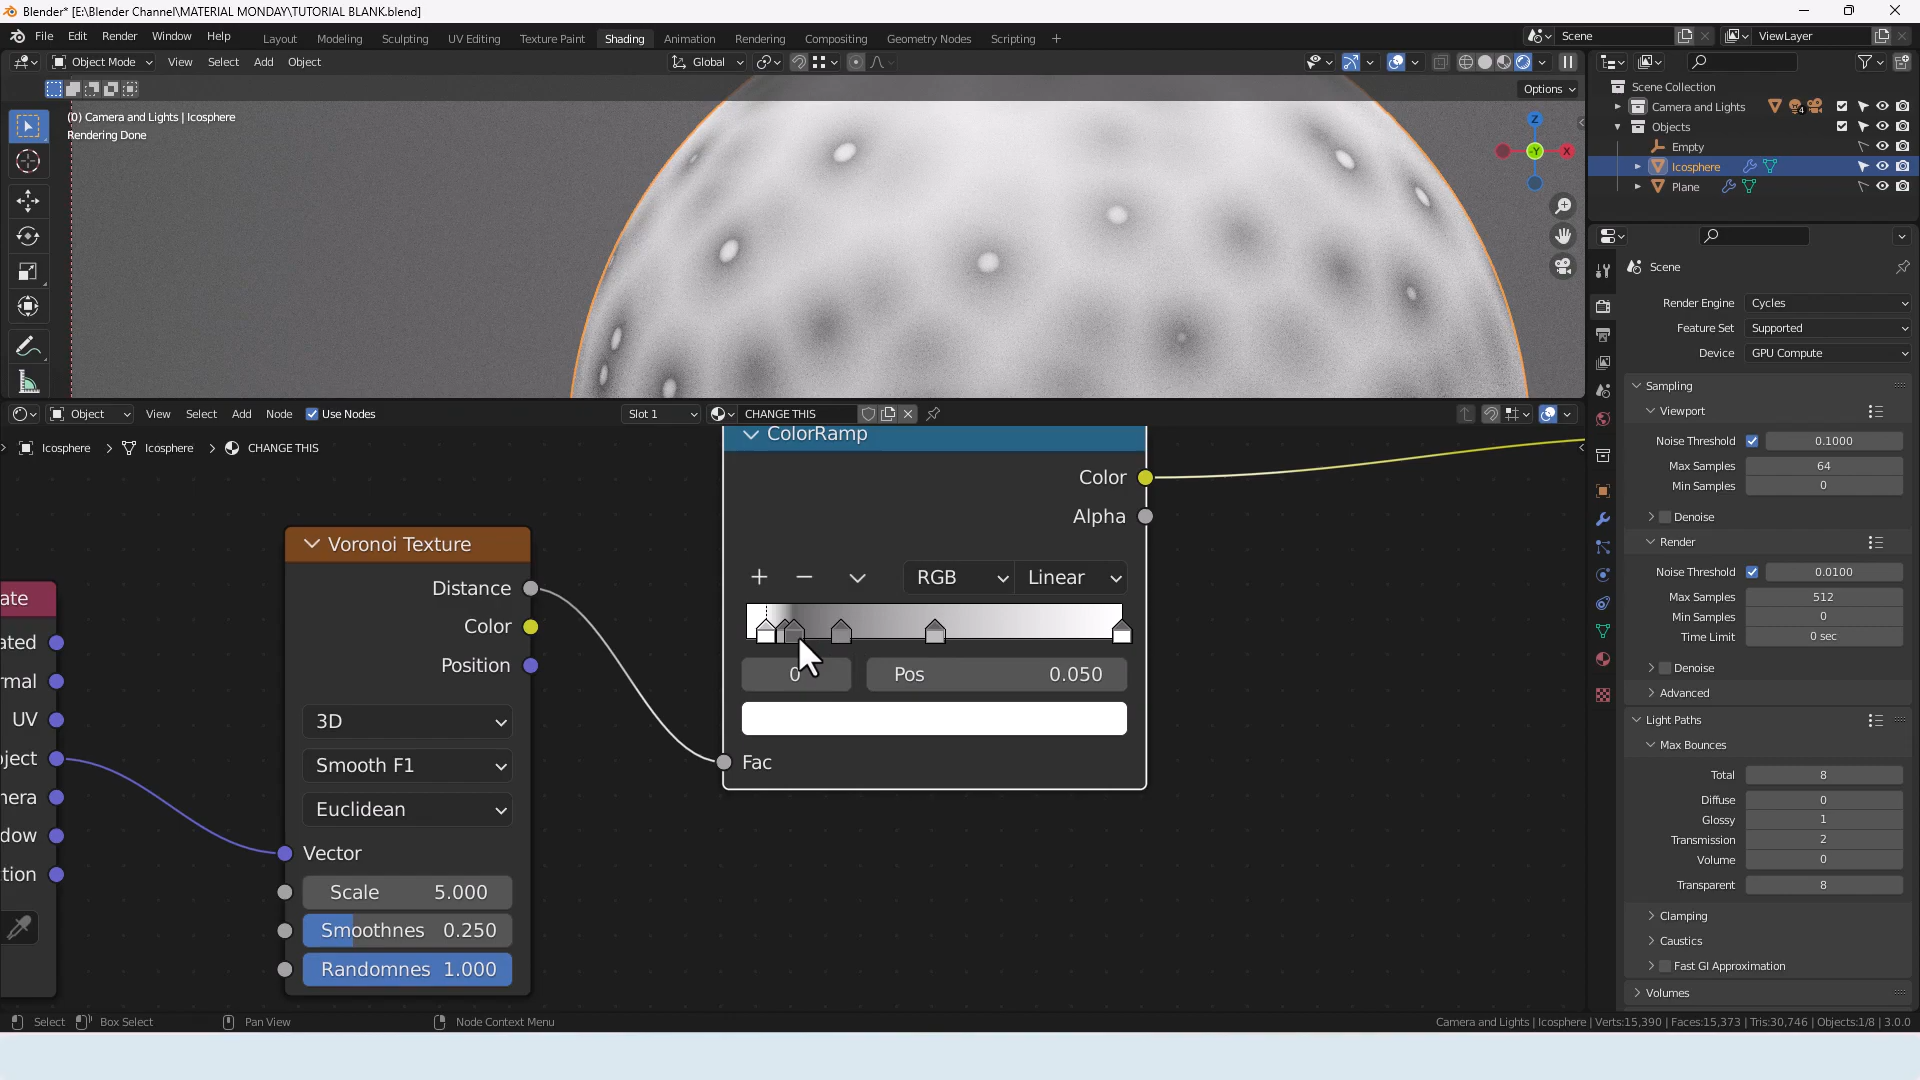 Blender* [E:\Blender Channel\MATERIAL MONDAY\TUTORIAL BLANK.blend]
File Edit Render Window Help Layout Modeling Sculpting UV Editing Texture Paint Shading Animation Rendering Compositing Geometry Nodes Scripting + Scene ViewLayer
Object Mode View Select Add Object Global
Options
(0) Camera and Lights | Icosphere
Rendering Done
Z
-Y
X
Scene Collection
Camera and Lights 4
Objects
Empty
Icosphere
Plane
Scene
Render Engine Cycles
Feature Set Supported
Device GPU Compute
Sampling
Viewport
Noise Threshold 0.1000
Max Samples 64
Min Samples 0
Denoise
Render
Noise Threshold 0.0100
Max Samples 512
Min Samples 0
Time Limit 0 sec
Denoise
Advanced
Light Paths
Max Bounces
Total 8
Diffuse 0
Glossy 1
Transmission 2
Volume 0
Transparent 8
Clamping
Caustics
Fast GI Approximation
Volumes
Object View Select Add Node Use Nodes Slot 1 CHANGE THIS
Icosphere > Icosphere > CHANGE THIS
ate
ated
rmal
UV
ject
nera
dow
tion
Voronoi Texture
Distance
Color
Position
3D
Smooth F1
Euclidean
Vector
Scale 5.000
Smoothnes 0.250
Randomnes 1.000
ColorRamp
Color
Alpha
+ − RGB Linear
0 Pos 0.050
Fac
Select Box Select Pan View Node Context Menu Camera and Lights | Icosphere | Verts:15,390 | Faces:15,373 | Tris:30,746 | Objects:1/8 | 3.0.0